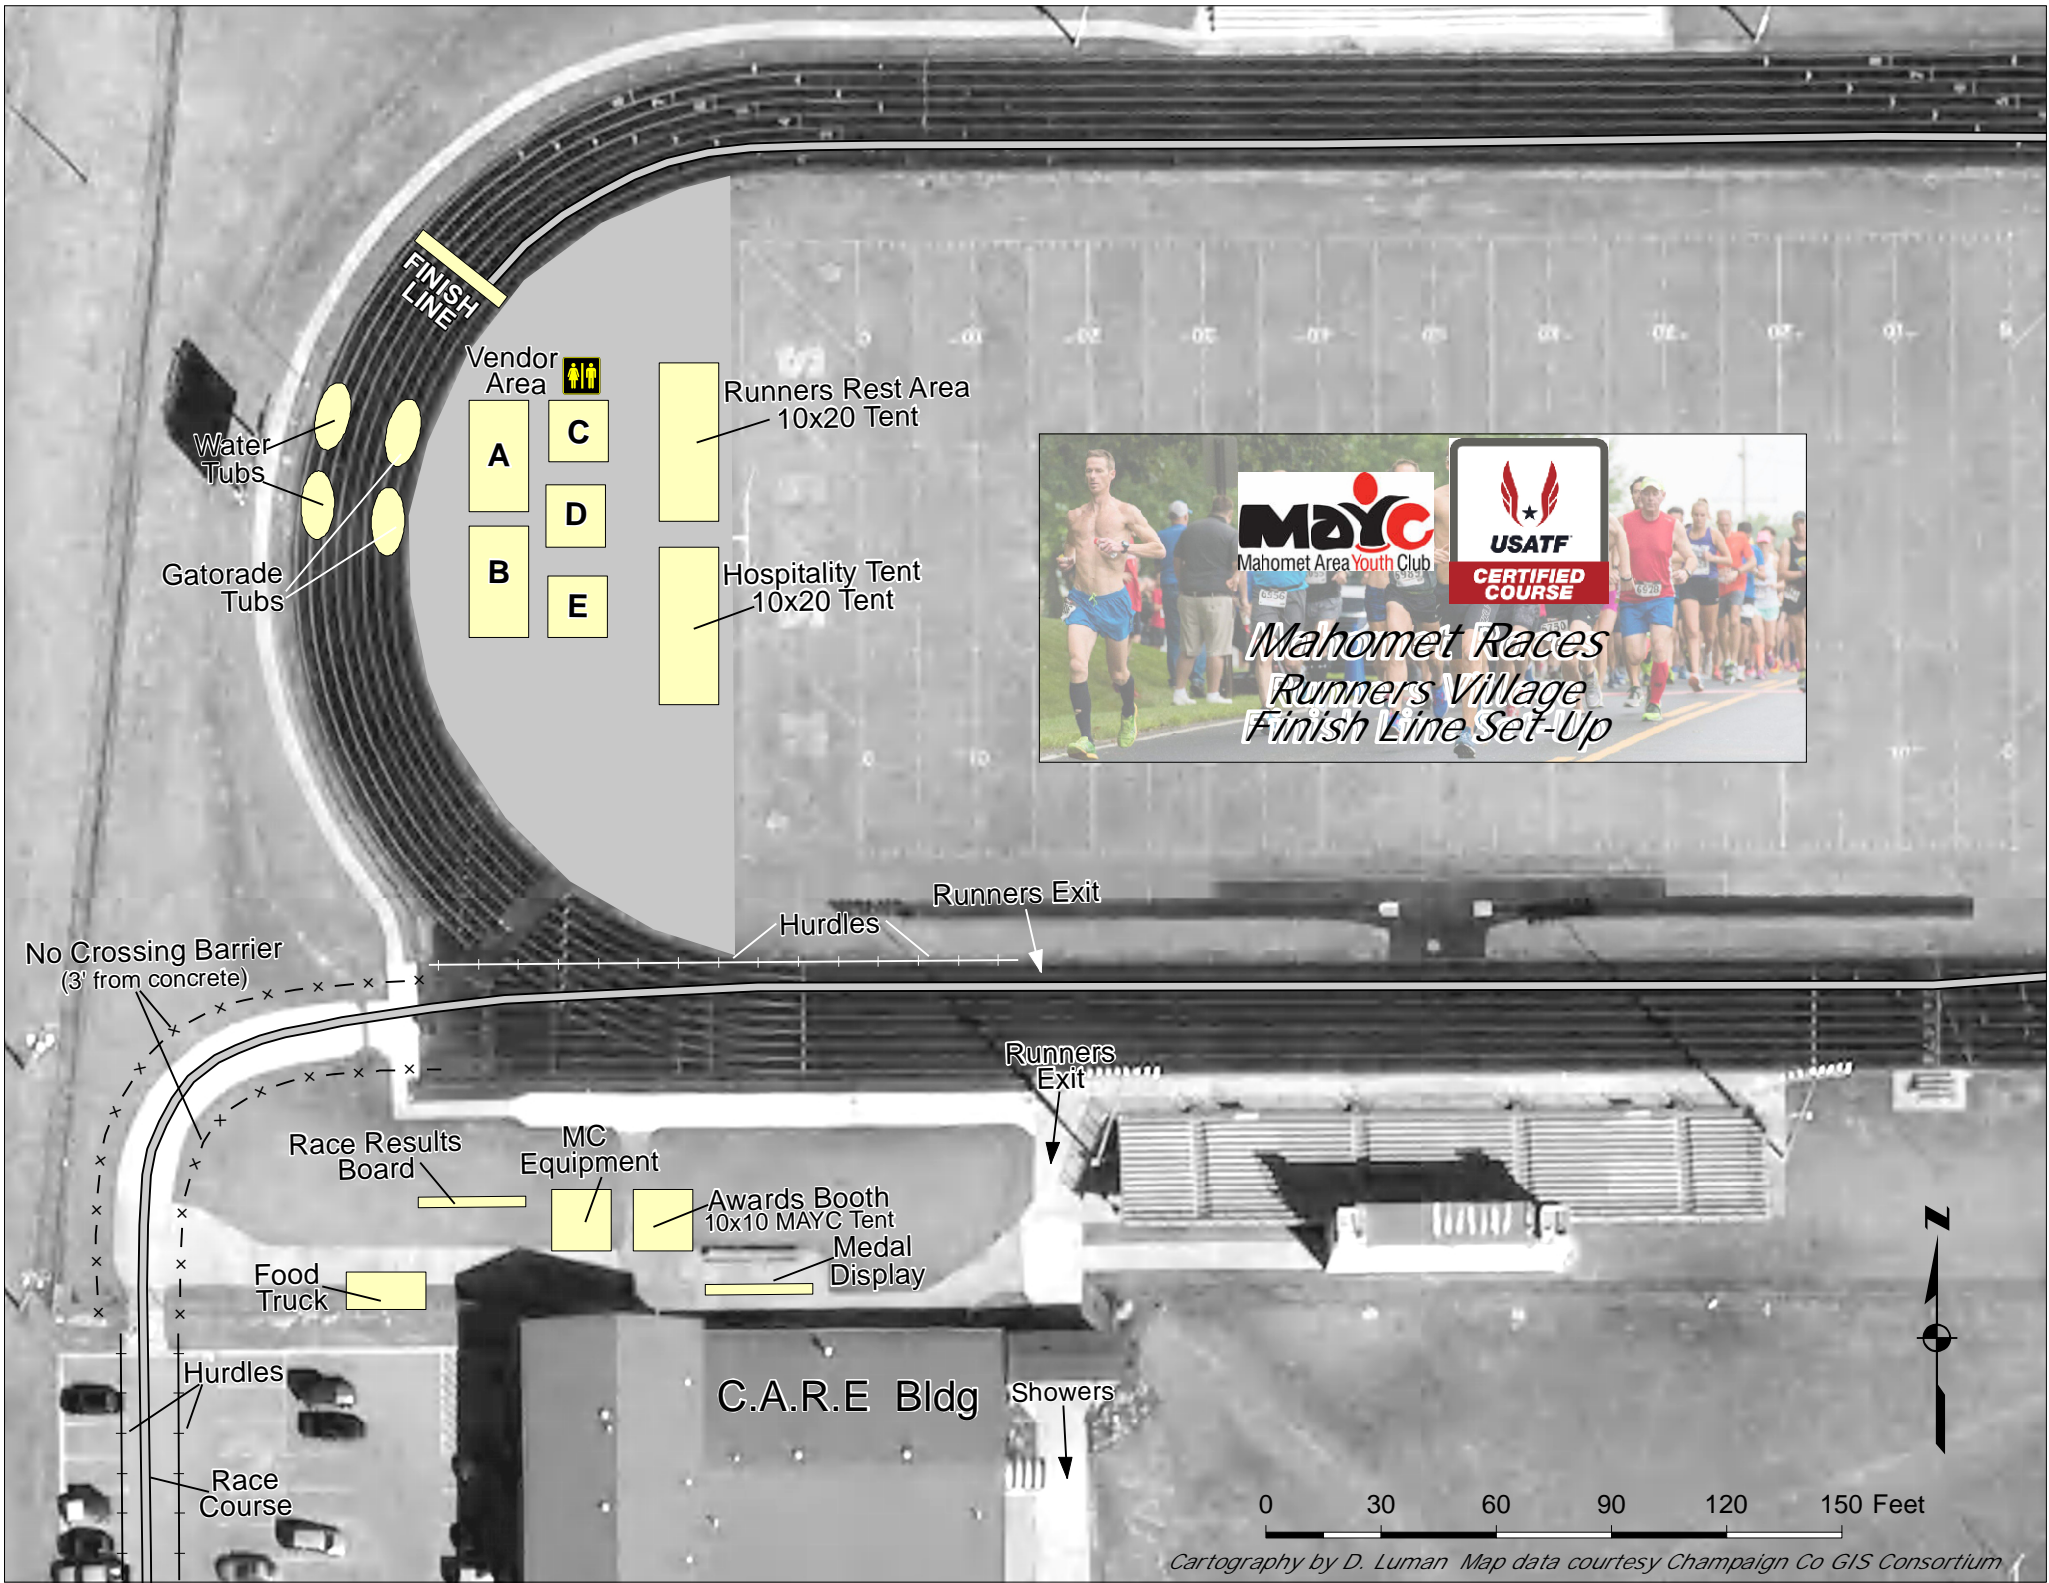 FINISH
LINE
Vendor
Area
A
B
C
D
E
Runners Rest Area
10x20 Tent
Hospitality Tent
10x20 Tent
Water
Tubs
Gatorade
Tubs
MAYC
Mahomet Area Youth Club
USATF
CERTIFIED
COURSE
Mahomet Races
Runners Village
Finish Line Set-Up
Hurdles
Runners Exit
No Crossing Barrier
(3' from concrete)
Runners
Exit
Race Results
Board
MC
Equipment
Awards Booth
10x10 MAYC Tent
Medal
Display
Food
Truck
Hurdles
Race
Course
C.A.R.E Bldg
Showers
N
0 30 60 90 120 150 Feet
Cartography by D. Luman Map data courtesy Champaign Co GIS Consortium